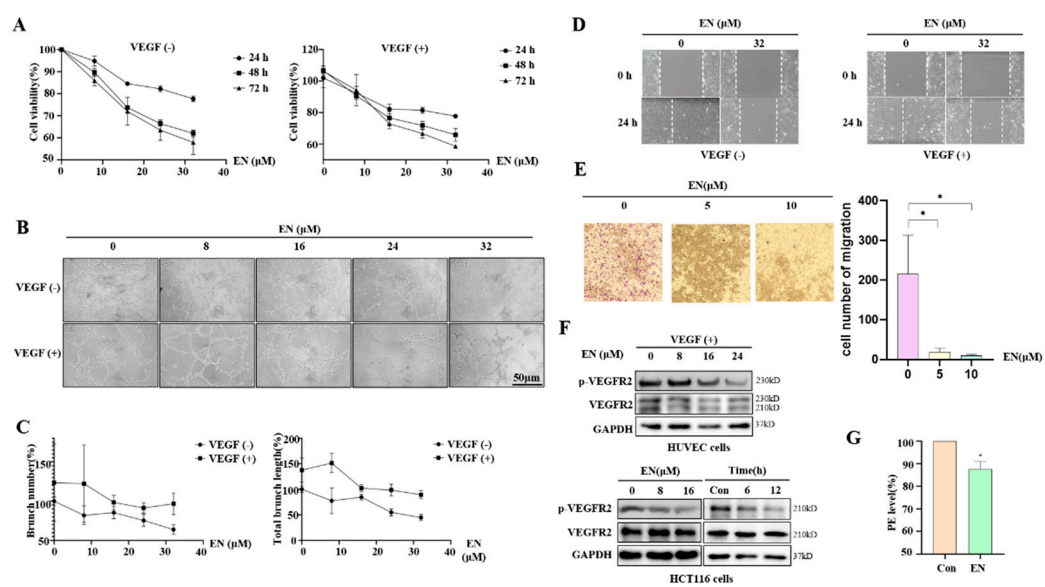 A
VEGF (-)
Cell viability(%)
100
90
80
70
60
50
0
10
20
30
40
EN (μM)
24 h
48 h
72 h
VEGF (+)
Cell viability(%)
120
100
80
60
0
10
20
30
40
EN (μM)
24 h
48 h
72 h
B
EN (μM)
0 8 16 24 32
VEGF (-)
VEGF (+)
50μm
C
Brunch number(%)
150
100
50
0
10
20
30
40
EN (μM)
VEGF (-)
VEGF (+)
Total brunch length(%)
200
150
100
50
0
0
10
20
30
40
EN
(μM)
VEGF (-)
VEGF (+)
D
EN (μM)
0 32
0 h
24 h
VEGF (-)
EN (μM)
0 32
0 h
24 h
VEGF (+)
E
EN(μM)
0 5 10
cell number of migration
400
300
200
100
0
*
*
0 5 10
EN(μM)
F
VEGF (+)
EN (μM) 0 8 16 24
p-VEGFR2 230kD
VEGFR2 230kD
210kD
GAPDH 37kD
HUVEC cells
EN(μM) Time(h)
0 8 16 Con 6 12
p-VEGFR2 210kD
VEGFR2 210kD
GAPDH 37kD
HCT116 cells
G
PE level(%)
100
90
80
70
60
50
*
Con EN